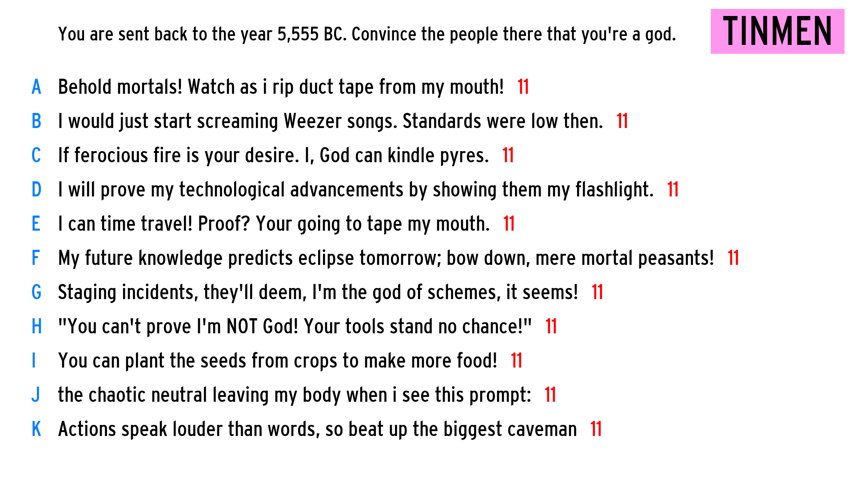 You are sent back to the year 5,555 BC. Convince the people there that you're a god.
TINMEN
A Behold mortals! Watch as i rip duct tape from my mouth! 11
B I would just start screaming Weezer songs. Standards were low then. 11
C If ferocious fire is your desire. I, God can kindle pyres. 11
D I will prove my technological advancements by showing them my flashlight. 11
E I can time travel! Proof? Your going to tape my mouth. 11
F My future knowledge predicts eclipse tomorrow; bow down, mere mortal peasants! 11
G Staging incidents, they'll deem, I'm the god of schemes, it seems! 11
H "You can't prove I'm NOT God! Your tools stand no chance!" 11
I You can plant the seeds from crops to make more food! 11
J the chaotic neutral leaving my body when i see this prompt: 11
K Actions speak louder than words, so beat up the biggest caveman 11